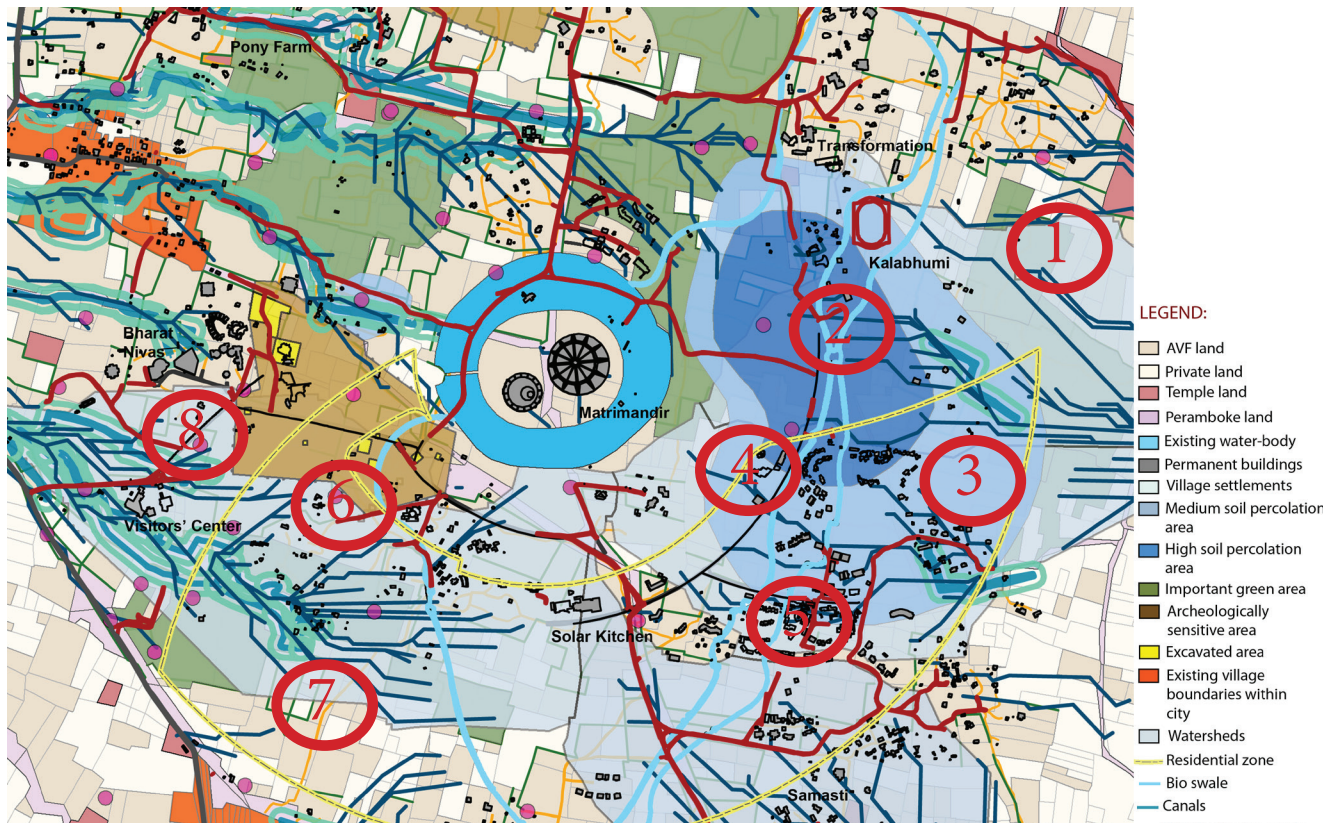 Pony Farm
Transformation
1
Kalabhumi
2
Bharat
Nivas
Matrimandir
8
4
3
6
Visitors' Center
5
Solar Kitchen
7
Samasti
LEGEND:
AVF land
Private land
Temple land
Peramboke land
Existing water-body
Permanent buildings
Village settlements
Medium soil percolation
area
High soil percolation
area
Important green area
Archeologically
sensitive area
Excavated area
Existing village
boundaries within
city
Watersheds
Residential zone
Bio swale
Canals